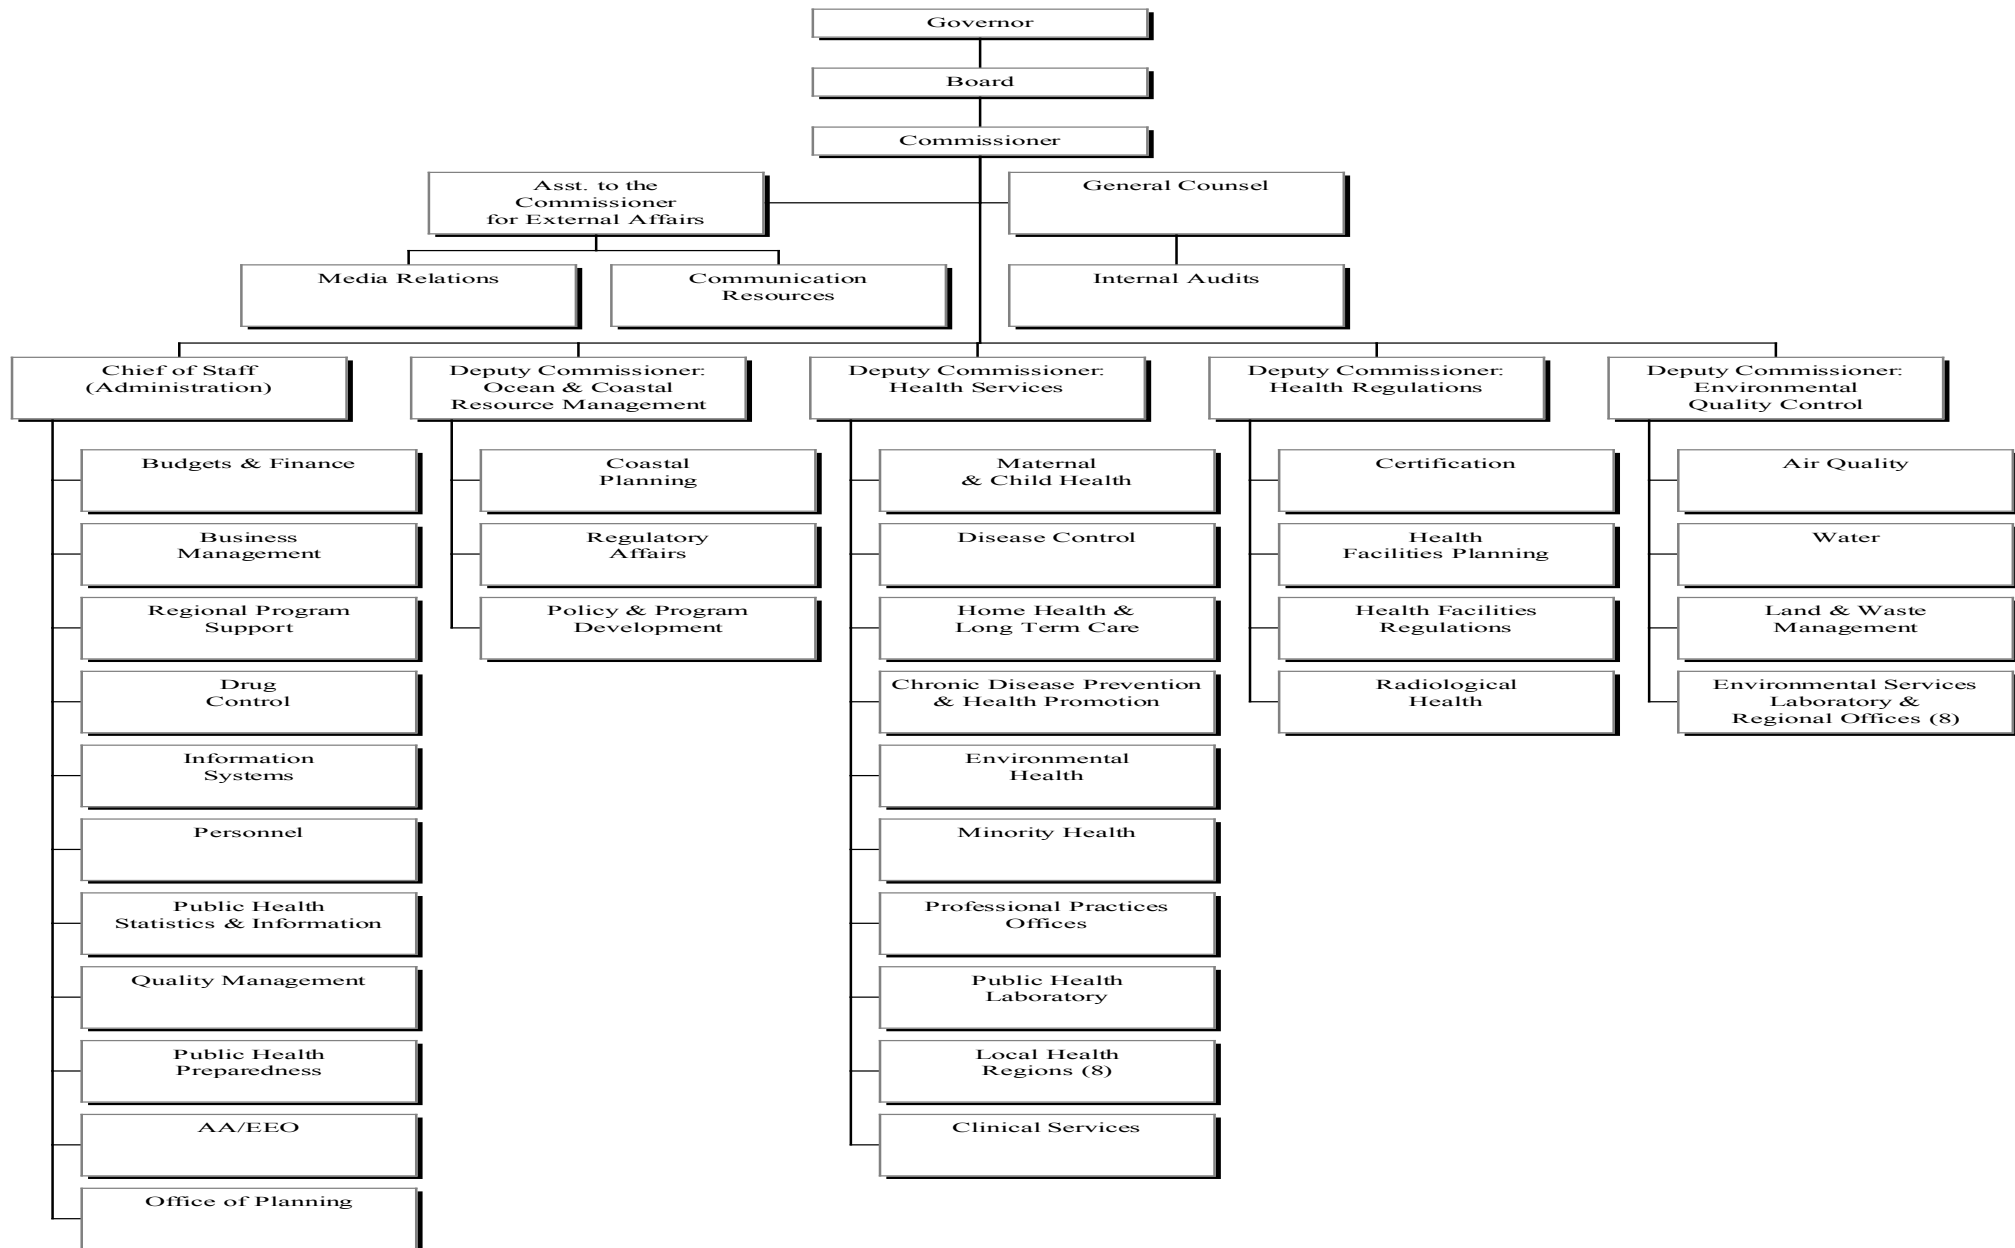 Governor
Board
Commissioner
Asst. to the
Commissioner
for External Affairs
General Counsel
Media Relations
Communication
Resources
Internal Audits
Chief of Staff
(Administration)
Deputy Commissioner:
Ocean & Coastal
Resource Management
Deputy Commissioner:
Health Services
Deputy Commissioner:
Health Regulations
Deputy Commissioner:
Environmental
Quality Control
Budgets & Finance
Business
Management
Regional Program
Support
Drug
Control
Information
Systems
Personnel
Public Health
Statistics & Information
Quality Management
Public Health
Preparedness
AA/EEO
Office of Planning
Coastal
Planning
Regulatory
Affairs
Policy & Program
Development
Maternal
& Child Health
Disease Control
Home Health &
Long Term Care
Chronic Disease Prevention
& Health Promotion
Environmental
Health
Minority Health
Professional Practices
Offices
Public Health
Laboratory
Local Health
Regions (8)
Clinical Services
Certification
Health
Facilities Planning
Health Facilities
Regulations
Radiological
Health
Air Quality
Water
Land & Waste
Management
Environmental Services
Laboratory &
Regional Offices (8)